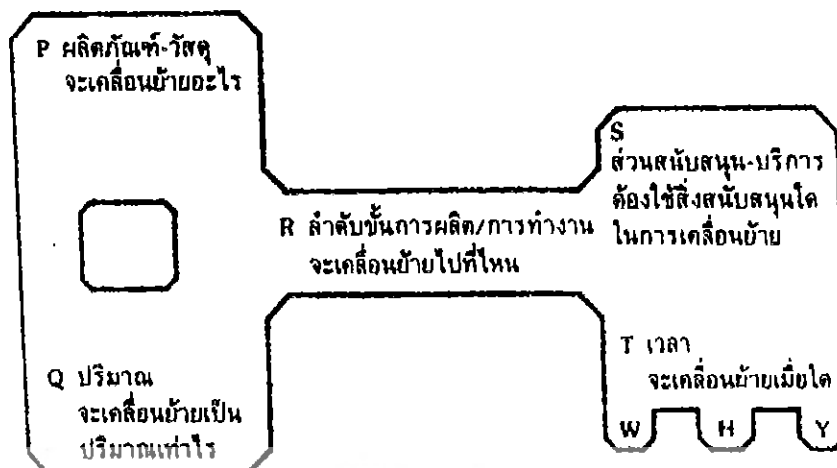 P ผลิตภัณฑ์-วัสดุ
จะเคลื่อนย้ายอะไร
S
ส่วนสนับสนุน-บริการ
ต้องใช้สิ่งสนับสนุนใด
ในการเคลื่อนย้าย
R ลำดับขั้นการผลิต/การทำงาน
จะเคลื่อนย้ายไปที่ไหน
Q ปริมาณ
จะเคลื่อนย้ายเป็น
ปริมาณเท่าไร
T เวลา
จะเคลื่อนย้ายเมื่อใด
W H Y